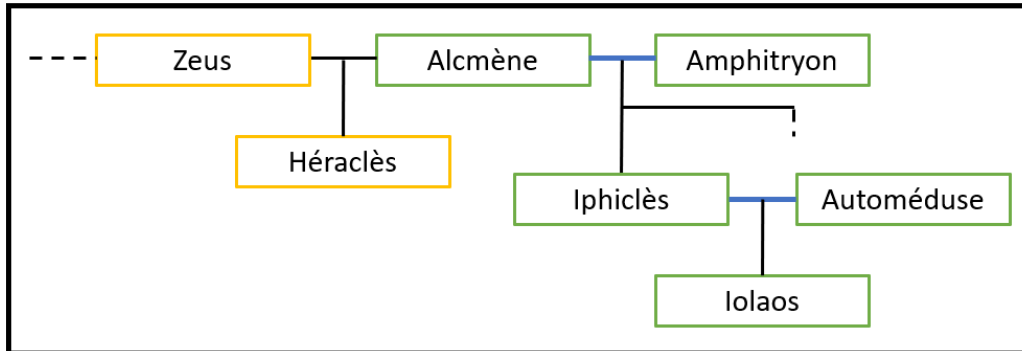 Zeus
Alcmène
Amphitryon
Héraclès
Iphiclès
Automéduse
Iolaos